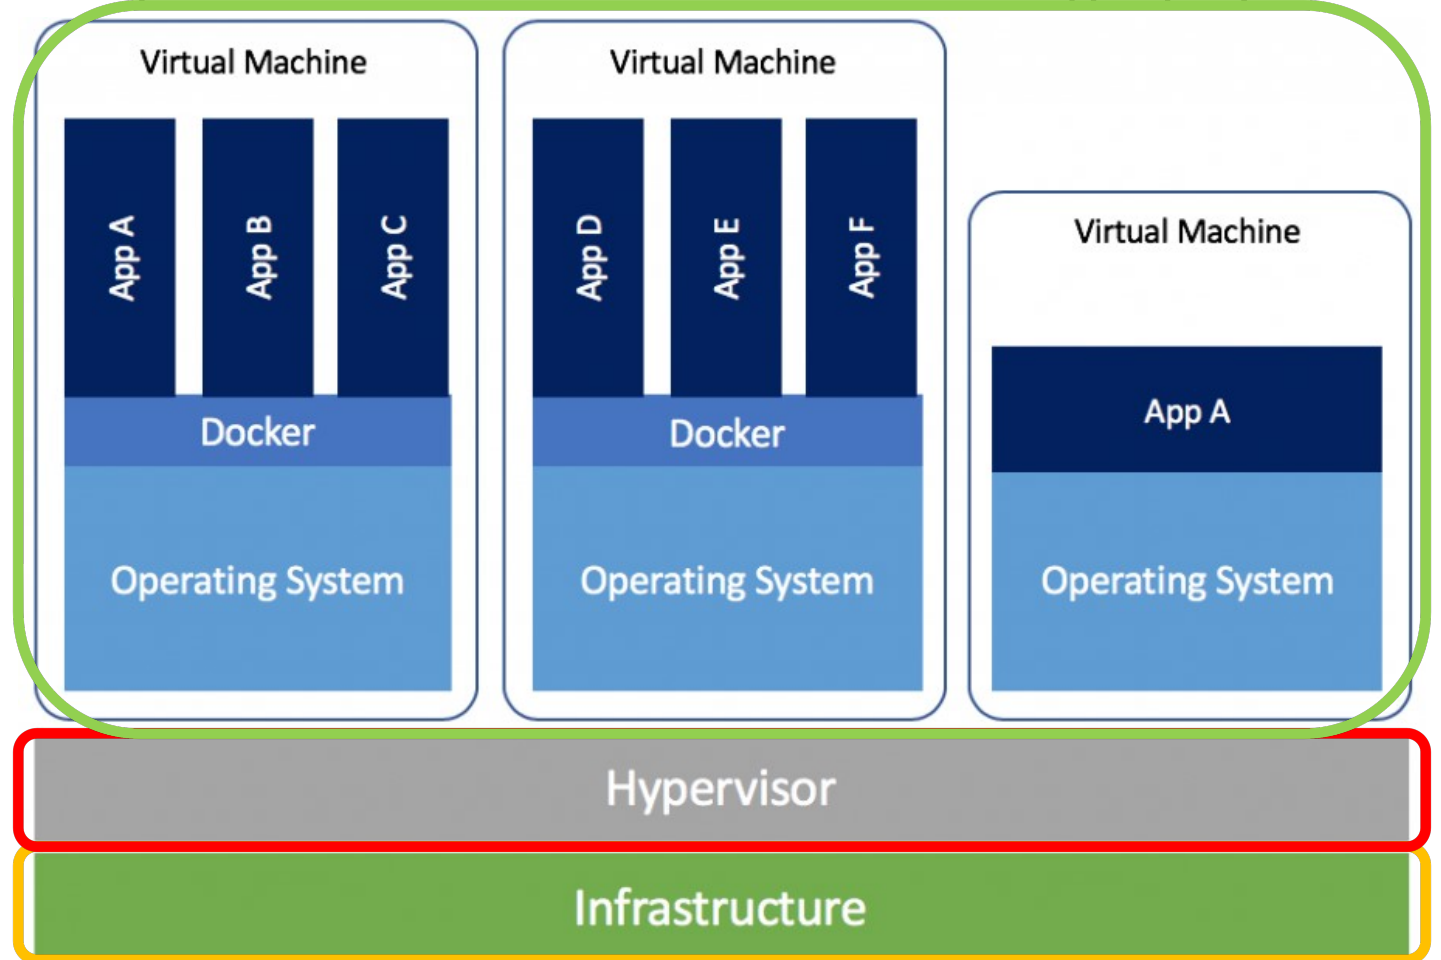 Virtual Machine
App A
App B
App C
Docker
Operating System
Virtual Machine
App D
App E
App F
Docker
Operating System
Virtual Machine
App A
Operating System
Hypervisor
Infrastructure